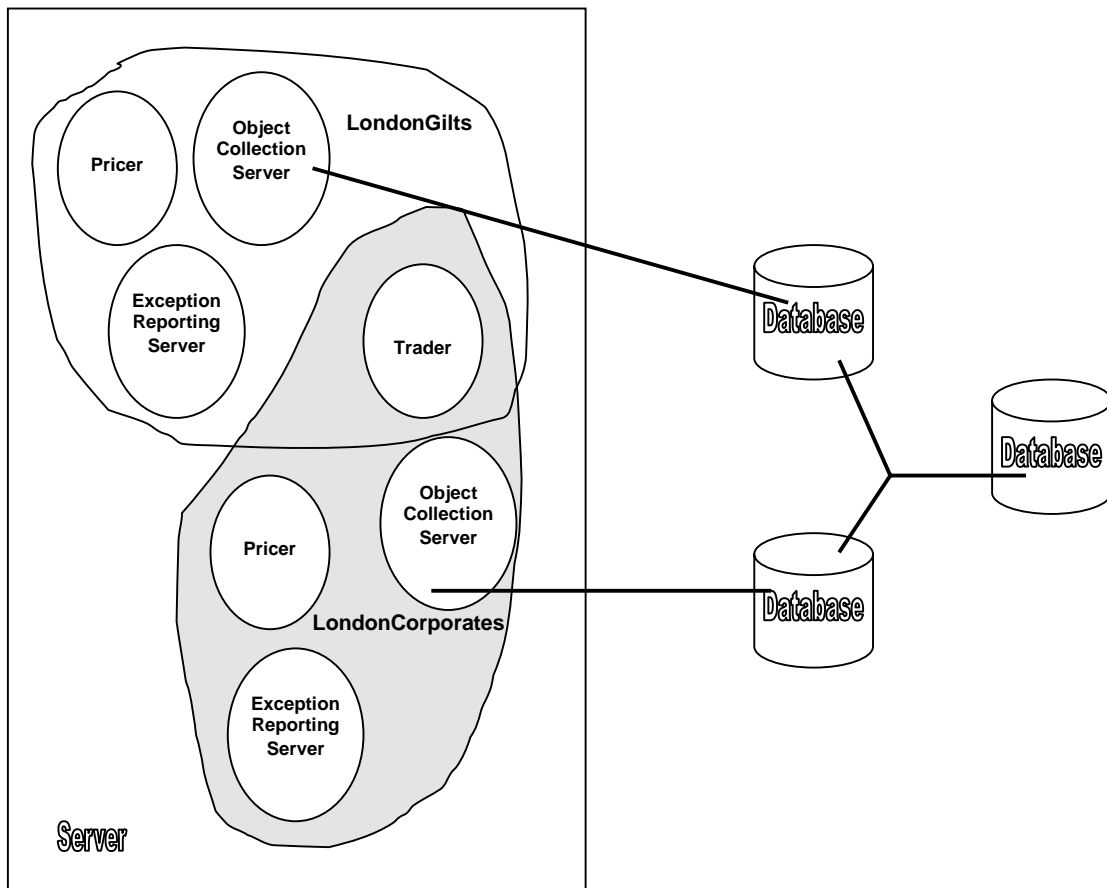 Object
Collection
Server
LondonGilts
Pricer
Exception
Reporting
Server
Trader
Database
Database
Object
Collection
Server
Pricer
Database
LondonCorporates
Exception
Reporting
Server
Server